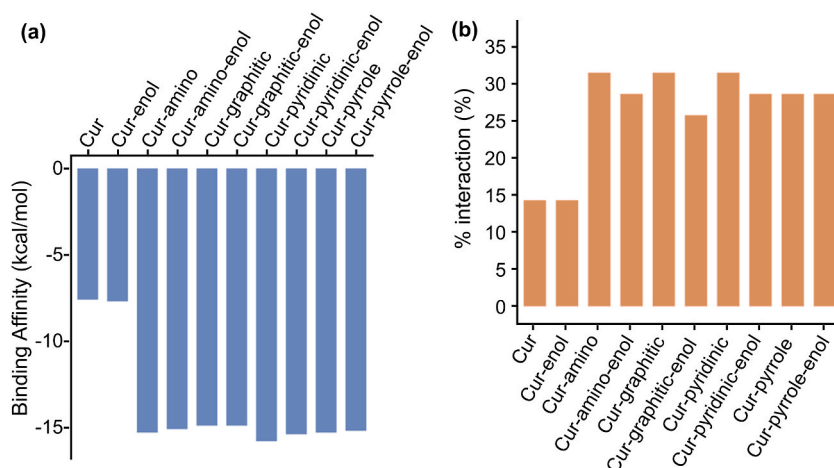 (a)
Cur
Cur-enol
Cur-amino
Cur-amino-enol
Cur-graphitic
Cur-graphitic-enol
Cur-pyridinic
Cur-pyridinic-enol
Cur-pyrrole
Cur-pyrrole-enol
Binding Affinity (kcal/mol)
0
-5
-10
-15
(b)
% interaction (%)
35
30
25
20
15
10
5
0
Cur
Cur-enol
Cur-amino
Cur-amino-enol
Cur-graphitic
Cur-graphitic-enol
Cur-pyridinic
Cur-pyridinic-enol
Cur-pyrrole
Cur-pyrrole-enol